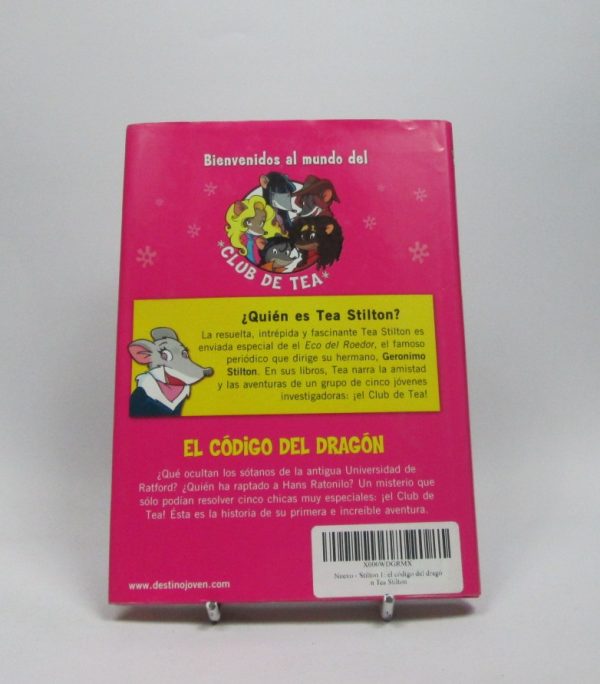 Bienvenidos al mundo del
*CLUB DE TEA*
¿Quién es Tea Stilton?
La resuelta, intrépida y fascinante Tea Stilton es
enviada especial de el Eco del Roedor, el famoso
periódico que dirige su hermano, Geronimo
Stilton. En sus libros, Tea narra la amistad
y las aventuras de un grupo de cinco jóvenes
investigadoras: ¡el Club de Tea!
EL CÓDIGO DEL DRAGÓN
¿Qué ocultan los sótanos de la antigua Universidad de
Ratford? ¿Quién ha raptado a Hans Ratonilo? Un misterio que
sólo podían resolver cinco chicas muy especiales: ¡el Club de
Tea! Ésta es la historia de su primera e increíble aventura.
X000WDGRMX
Nuevo - Stilton 1: el código del dragó
n Tea Stilton
www.destinojoven.com